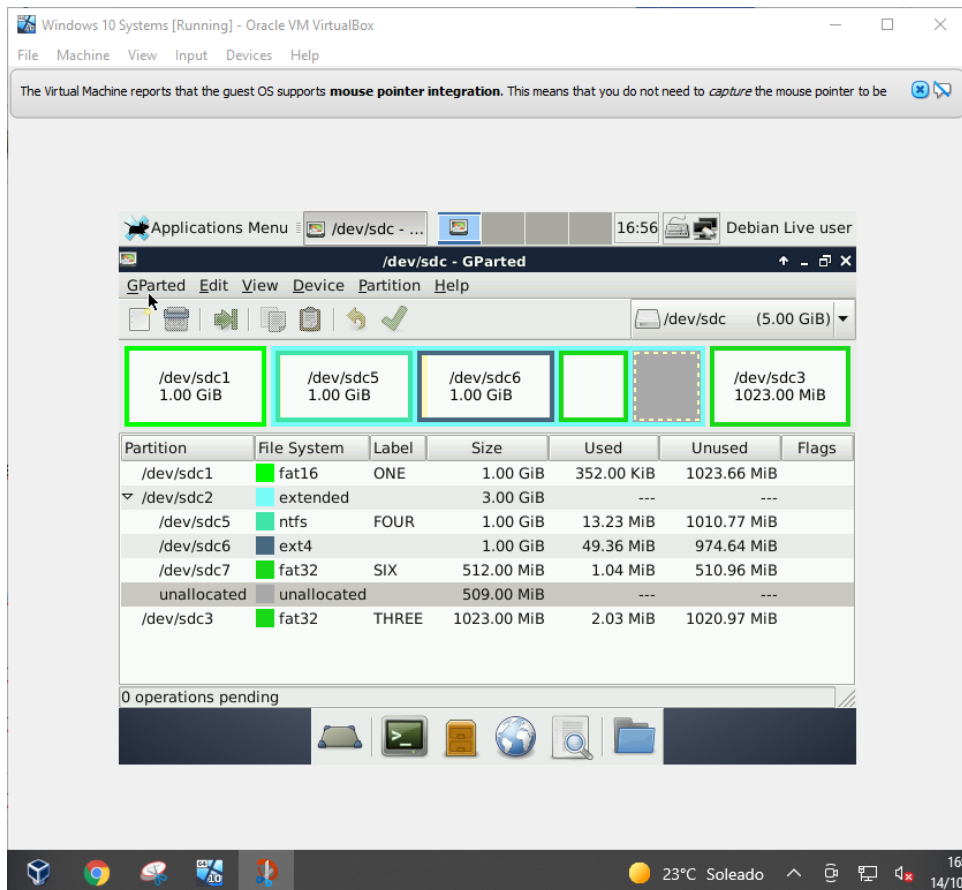 Windows 10 Systems [Running] - Oracle VM VirtualBox
File Machine View Input Devices Help
The Virtual Machine reports that the guest OS supports mouse pointer integration. This means that you do not need to capture the mouse pointer to be
Applications Menu /dev/sdc - ... 16:56 Debian Live user
/dev/sdc - GParted
GParted Edit View Device Partition Help
/dev/sdc (5.00 GiB)
/dev/sdc1 /dev/sdc5 /dev/sdc6 /dev/sdc3
1.00 GiB 1.00 GiB 1.00 GiB 1023.00 MiB
Partition File System Label Size Used Unused Flags
/dev/sdc1 fat16 ONE 1.00 GiB 352.00 KiB 1023.66 MiB
/dev/sdc2 extended 3.00 GiB --- ---
/dev/sdc5 ntfs FOUR 1.00 GiB 13.23 MiB 1010.77 MiB
/dev/sdc6 ext4 1.00 GiB 49.36 MiB 974.64 MiB
/dev/sdc7 fat32 SIX 512.00 MiB 1.04 MiB 510.96 MiB
unallocated unallocated 509.00 MiB --- ---
/dev/sdc3 fat32 THREE 1023.00 MiB 2.03 MiB 1020.97 MiB
0 operations pending
23°C Soleado